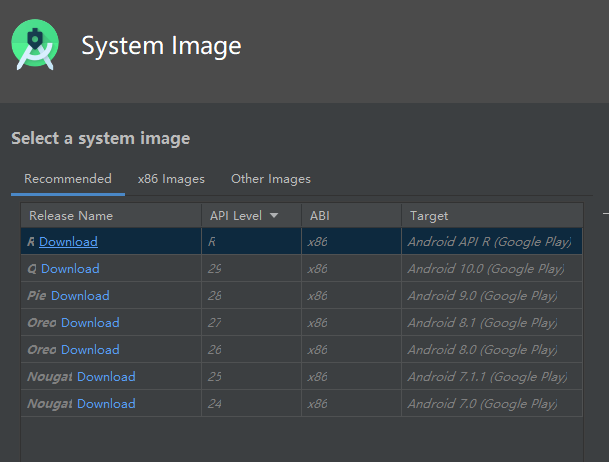 System Image
Select a system image
Recommended x86 Images Other Images
Release Name API Level ABI Target
R Download R x86 Android API R (Google Play)
Q Download 29 x86 Android 10.0 (Google Play)
Pie Download 28 x86 Android 9.0 (Google Play)
Oreo Download 27 x86 Android 8.1 (Google Play)
Oreo Download 26 x86 Android 8.0 (Google Play)
Nougat Download 25 x86 Android 7.1.1 (Google Play)
Nougat Download 24 x86 Android 7.0 (Google Play)